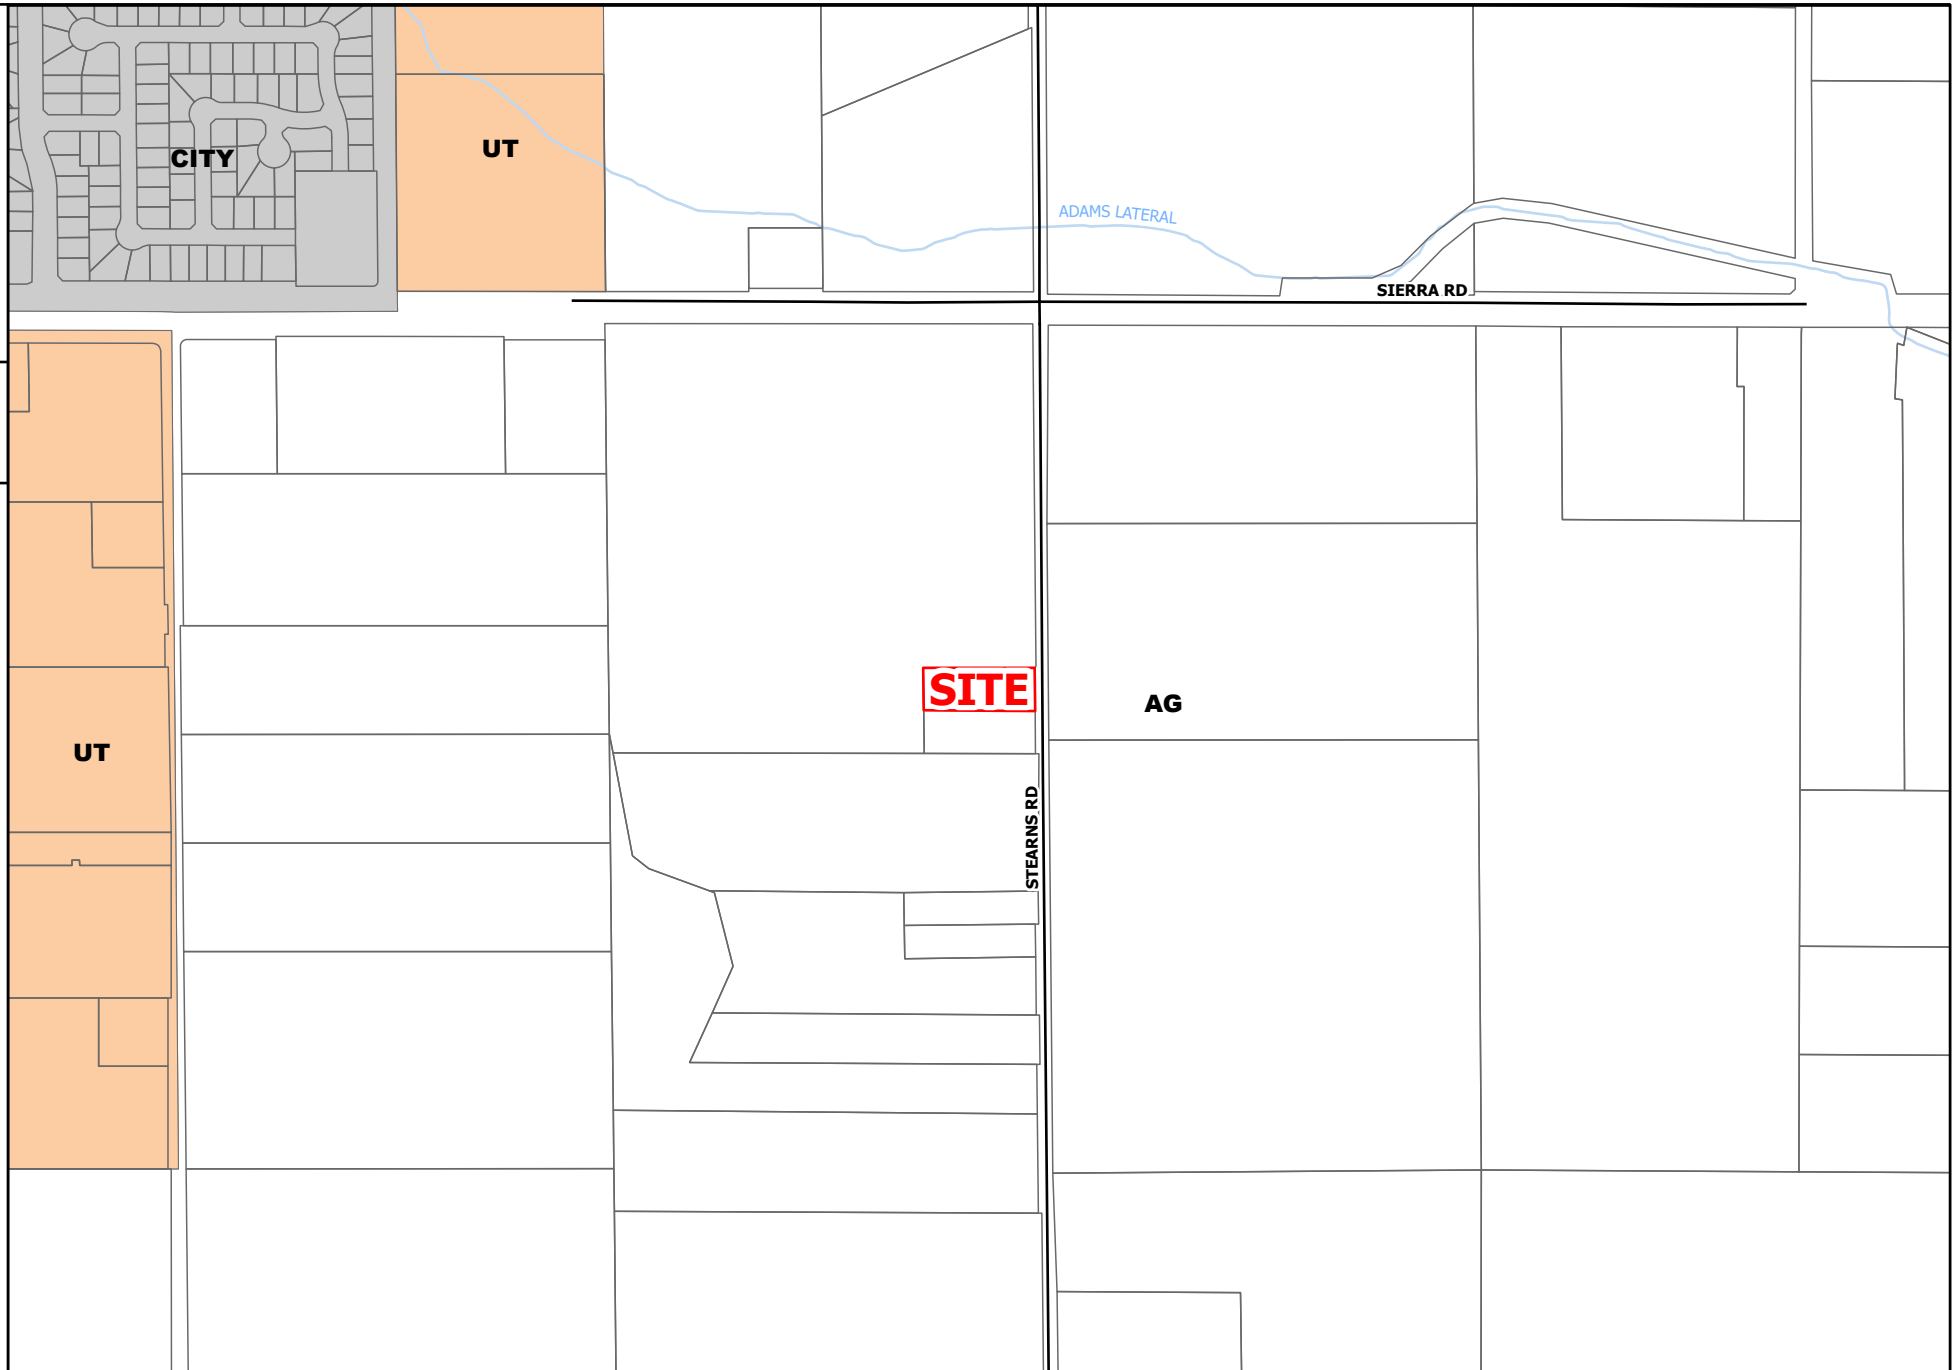 CITY
UT
ADAMS LATERAL
SIERRA RD
SITE
AG
UT
STEARNS RD